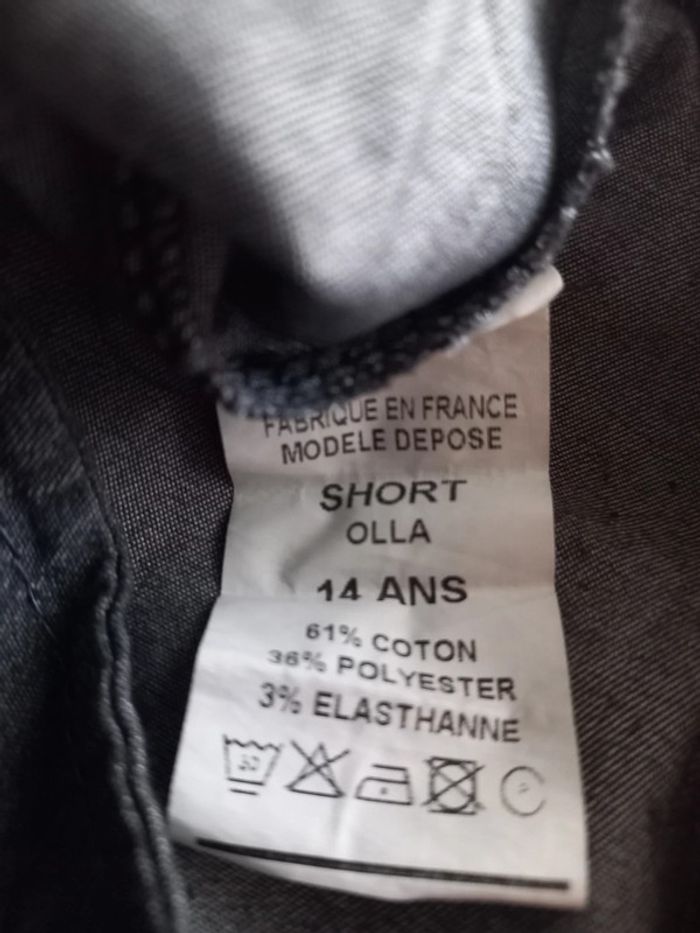 FABRIQUE EN FRANCE
MODELE DEPOSE
SHORT
OLLA
14 ANS
61% COTON
36% POLYESTER
3% ELASTHANNE